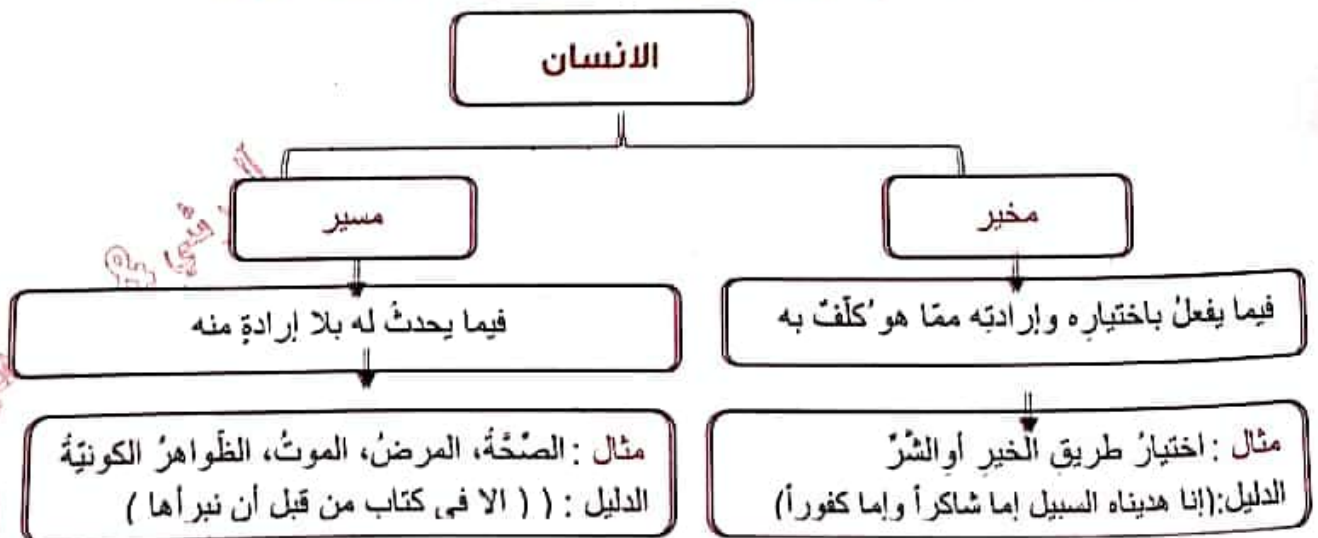 الانسان
مخير
مسير
فيما يفعلُ باختيارِه وإرادتِه ممّا هو ُكلّفٌ به
فيما يحدثُ له بلا إرادةٍ منه
مثال : اختيارُ طريقِ الخيرِ أوالشّرِّ
الدليل:(إنا هديناه السبيل إما شاكراً وإما كفوراً)
مثال : الصّحَّةُ، المرضُ، الموتُ، الظّواهرُ الكونيّةُ
الدليل : ( ( الا في كتاب من قبل أن نبرأها )